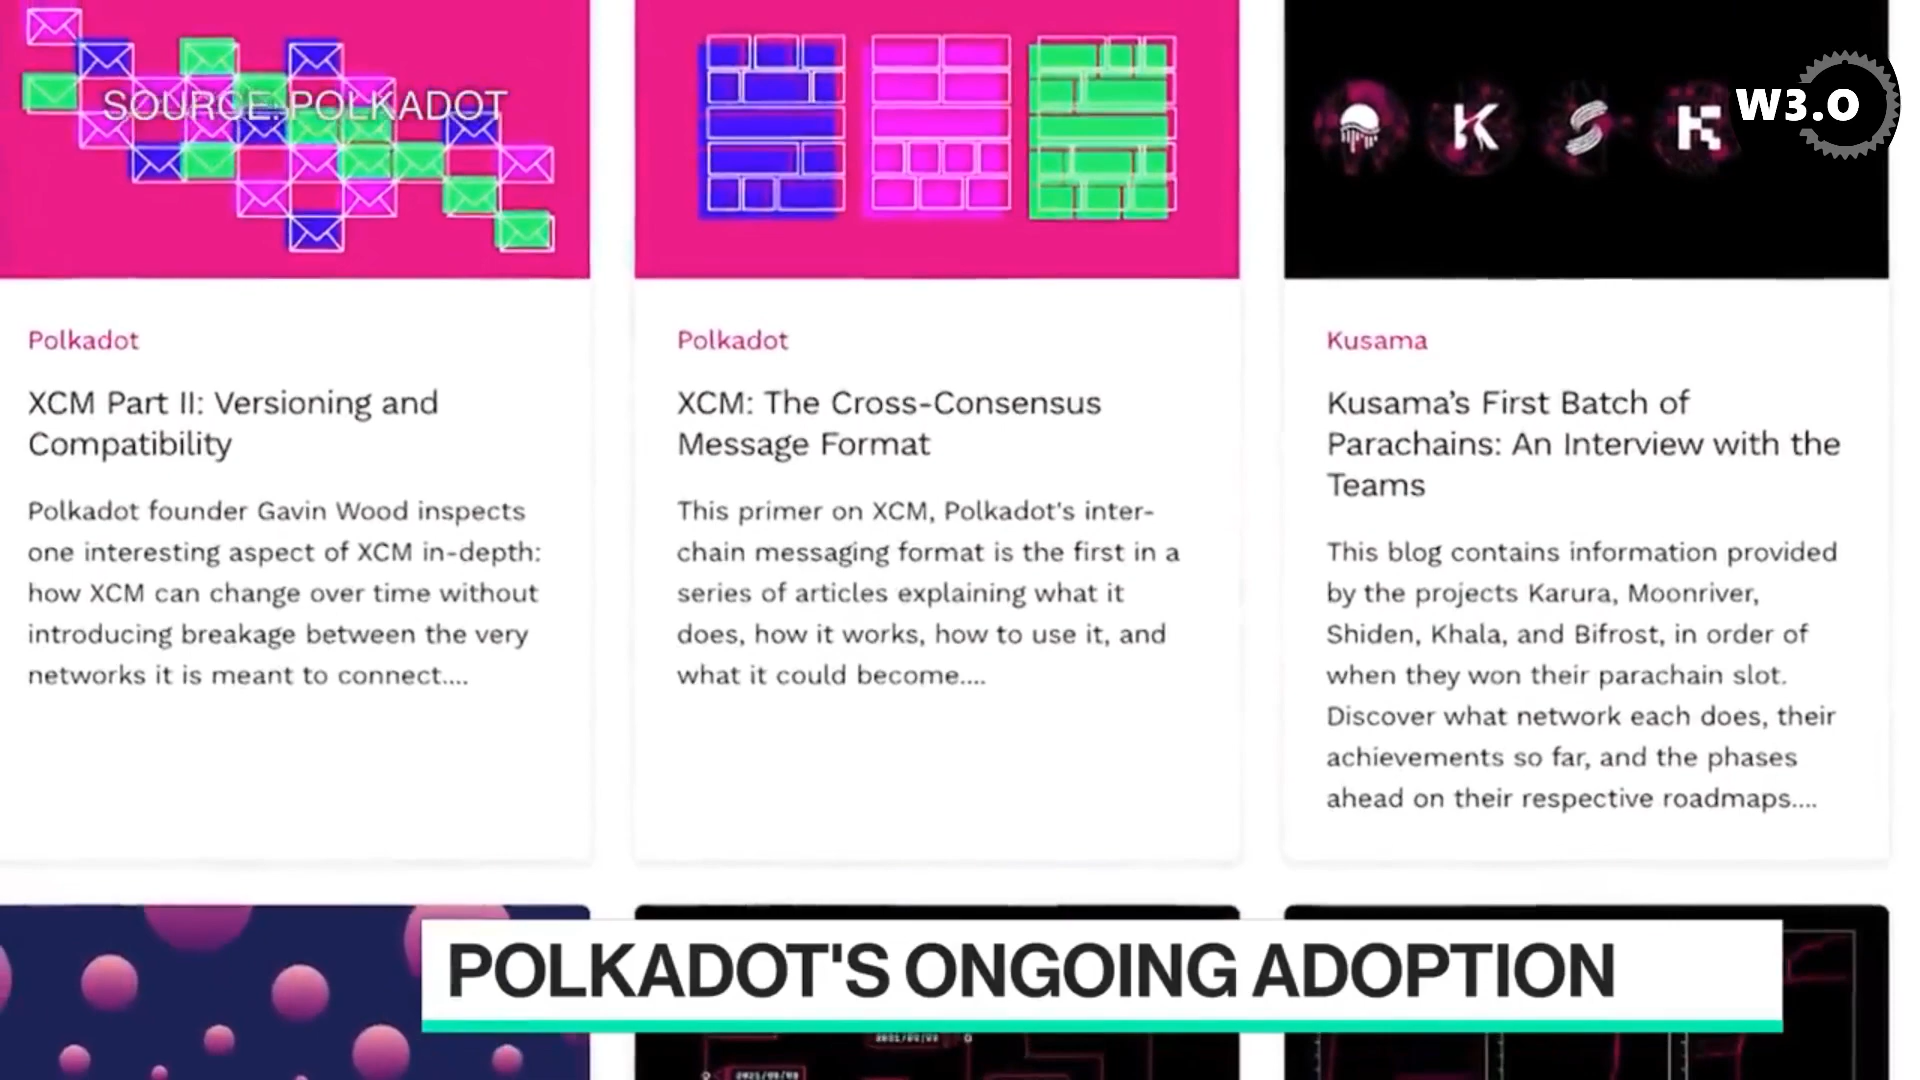 SOURCE: POLKADOT
W3.O
Polkadot
XCM Part II: Versioning and
Compatibility
Polkadot founder Gavin Wood inspects
one interesting aspect of XCM in-depth:
how XCM can change over time without
introducing breakage between the very
networks it is meant to connect....
Polkadot
XCM: The Cross-Consensus
Message Format
This primer on XCM, Polkadot's inter-
chain messaging format is the first in a
series of articles explaining what it
does, how it works, how to use it, and
what it could become....
Kusama
Kusama’s First Batch of
Parachains: An Interview with the
Teams
This blog contains information provided
by the projects Karura, Moonriver,
Shiden, Khala, and Bifrost, in order of
when they won their parachain slot.
Discover what network each does, their
achievements so far, and the phases
ahead on their respective roadmaps....
POLKADOT'S ONGOING ADOPTION